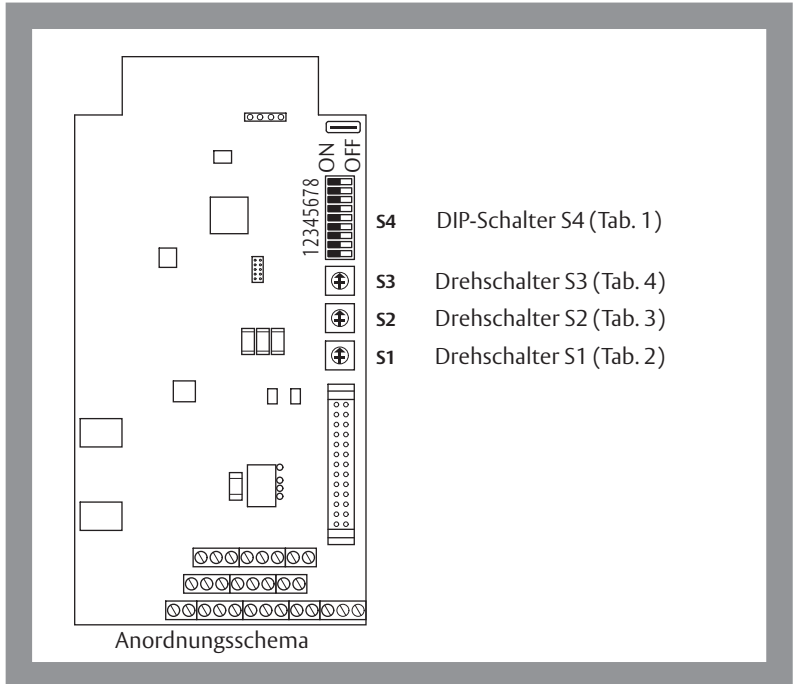 ON
OFF
12345678
S4 DIP-Schalter S4 (Tab. 1)
S3 Drehschalter S3 (Tab. 4)
S2 Drehschalter S2 (Tab. 3)
S1 Drehschalter S1 (Tab. 2)
Anordnungsschema